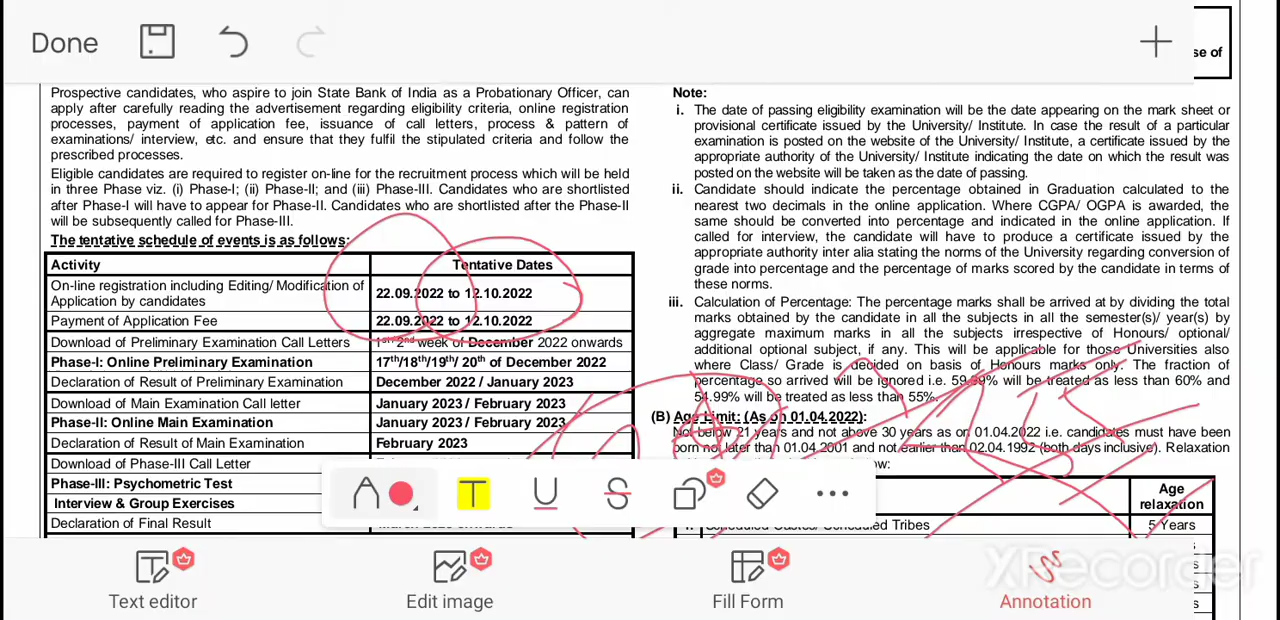 Done
se of
Prospective candidates, who aspire to join State Bank of India as a Probationary Officer, can
apply after carefully reading the advertisement regarding eligibility criteria, online registration
processes, payment of application fee, issuance of call letters, process & pattern of
examinations/ interview, etc. and ensure that they fulfil the stipulated criteria and follow the
prescribed processes.
Eligible candidates are required to register on-line for the recruitment process which will be held
in three Phase viz. (i) Phase-I; (ii) Phase-II; and (iii) Phase-III. Candidates who are shortlisted
after Phase-I will have to appear for Phase-II. Candidates who are shortlisted after the Phase-II
will be subsequently called for Phase-III.
The tentative schedule of events is as follows:
Activity Tentative Dates
On-line registration including Editing/ Modification of
Application by candidates 22.09.2022 to 12.10.2022
Payment of Application Fee 22.09.2022 to 12.10.2022
Download of Preliminary Examination Call Letters 1st/ 2nd week of December 2022 onwards
Phase-I: Online Preliminary Examination 17th/18th/19th/ 20th of December 2022
Declaration of Result of Preliminary Examination December 2022 / January 2023
Download of Main Examination Call letter January 2023 / February 2023
Phase-II: Online Main Examination January 2023 / February 2023
Declaration of Result of Main Examination February 2023
Download of Phase-III Call Letter
Phase-III: Psychometric Test
Interview & Group Exercises
Declaration of Final Result
Note:
i. The date of passing eligibility examination will be the date appearing on the mark sheet or
provisional certificate issued by the University/ Institute. In case the result of a particular
examination is posted on the website of the University/ Institute, a certificate issued by the
appropriate authority of the University/ Institute indicating the date on which the result was
posted on the website will be taken as the date of passing.
ii. Candidate should indicate the percentage obtained in Graduation calculated to the
nearest two decimals in the online application. Where CGPA/ OGPA is awarded, the
same should be converted into percentage and indicated in the online application. If
called for interview, the candidate will have to produce a certificate issued by the
appropriate authority inter alia stating the norms of the University regarding conversion of
grade into percentage and the percentage of marks scored by the candidate in terms of
these norms.
iii. Calculation of Percentage: The percentage marks shall be arrived at by dividing the total
marks obtained by the candidate in all the subjects in all the semester(s)/ year(s) by
aggregate maximum marks in all the subjects irrespective of Honours/ optional/
additional optional subject, if any. This will be applicable for those Universities also
where Class/ Grade is decided on basis of Honours marks only. The fraction of
percentage so arrived will be ignored i.e. 59.99% will be treated as less than 60% and
54.99% will be treated as less than 55%.
(B) Age Limit: (As on 01.04.2022):
Not below 21 years and not above 30 years as on 01.04.2022 i.e. candidates must have been
born not later than 01.04.2001 and not earlier than 02.04.1992 (both days inclusive). Relaxation
Age
relaxation
Scheduled Castes/ Scheduled Tribes 5 Years
T U S
Text editor Edit image Fill Form Annotation
XRecorder